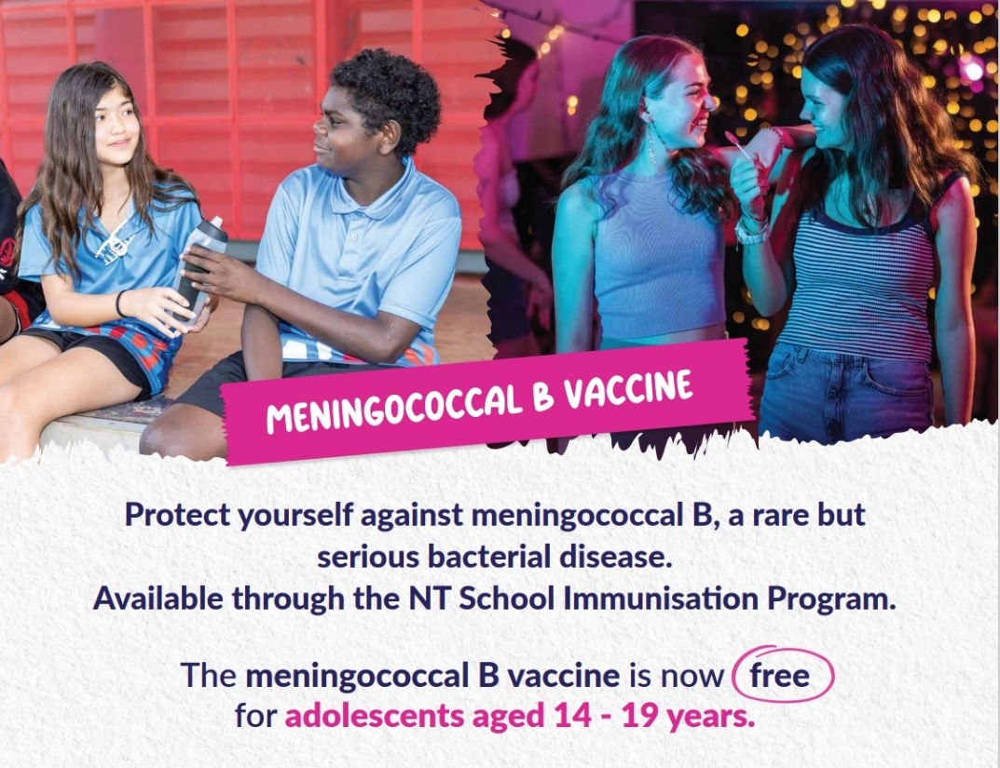 MENINGOCOCCAL B VACCINE
Protect yourself against meningococcal B, a rare but
serious bacterial disease.
Available through the NT School Immunisation Program.
The meningococcal B vaccine is now free
for adolescents aged 14 - 19 years.